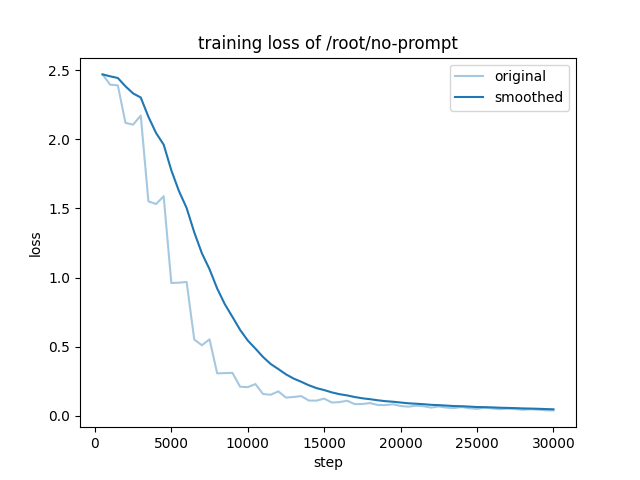 training loss of /root/no-prompt
original
smoothed
2.5
2.0
1.5
1.0
0.5
0.0
loss
0 5000 10000 15000 20000 25000 30000
step